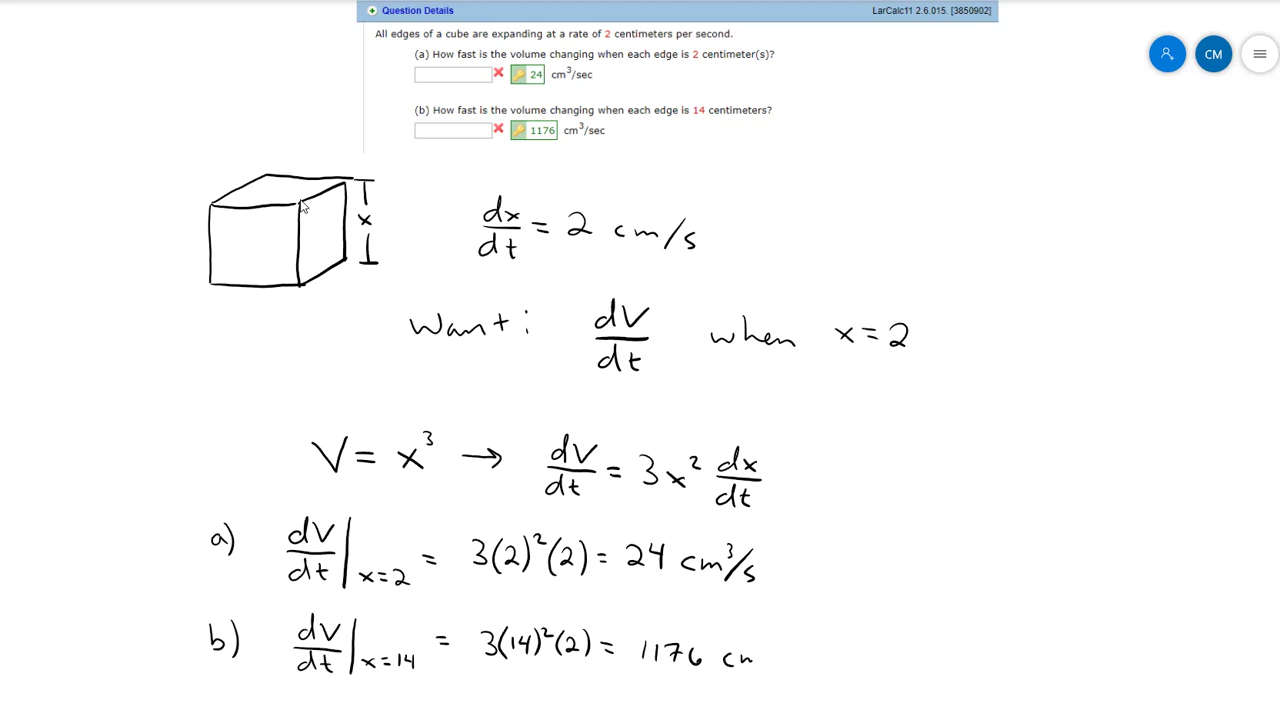 Question Details LarCalc11 2.6.015. [3850902]
All edges of a cube are expanding at a rate of 2 centimeters per second.
(a) How fast is the volume changing when each edge is 2 centimeter(s)?
24 cm³/sec
(b) How fast is the volume changing when each edge is 14 centimeters?
1176 cm³/sec
CM
x
dx/dt = 2 cm/s
Want: dV/dt when x=2
V = x³ → dV/dt = 3x² dx/dt
a) dV/dt |x=2 = 3(2)²(2) = 24 cm³/s
b) dV/dt |x=14 = 3(14)²(2) = 1176 cm